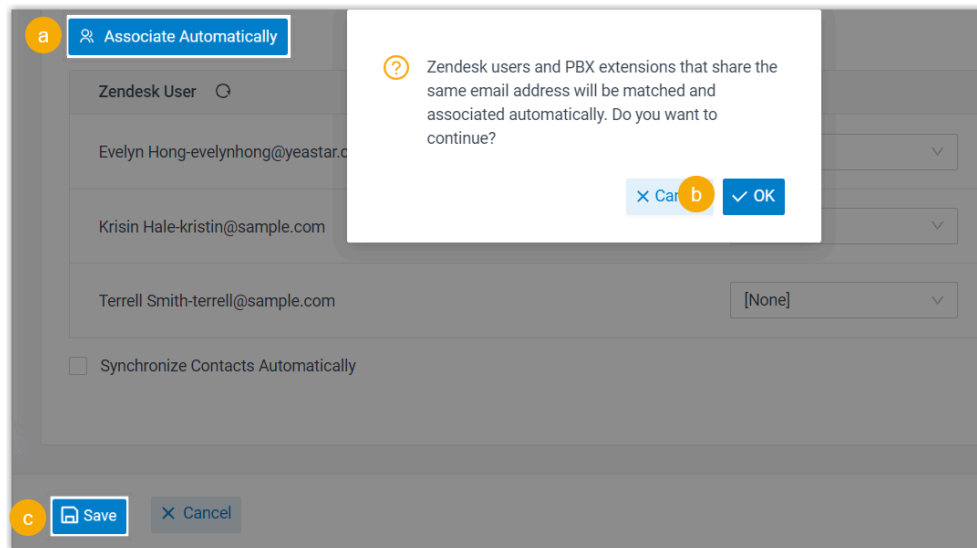 a
Associate Automatically
Zendesk users and PBX extensions that share the
same email address will be matched and
associated automatically. Do you want to
continue?
Zendesk User
Evelyn Hong-evelynhong@yeastar.c
b
OK
Krisin Hale-kristin@sample.com
Terrell Smith-terrell@sample.com
[None]
Synchronize Contacts Automatically
c
Save
Cancel